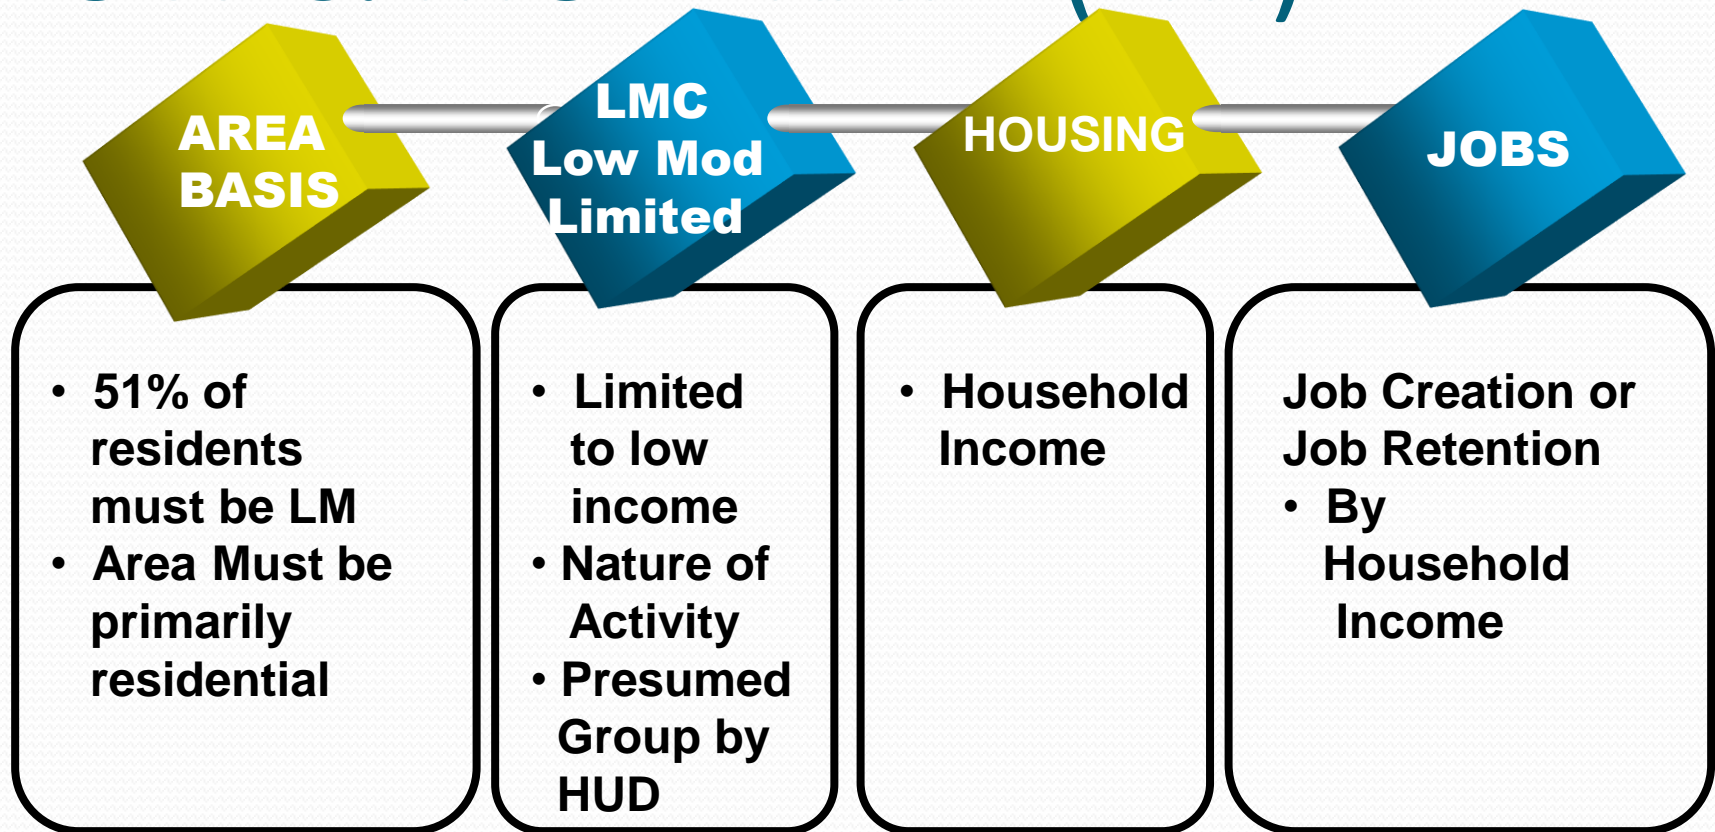 AREA
BASIS
LMC
Low Mod
Limited
HOUSING
JOBS
• 51% of
residents
must be LM
• Area Must be
primarily
residential
• Limited
to low
income
• Nature of
Activity
• Presumed
Group by
HUD
• Household
Income
Job Creation or
Job Retention
• By
Household
Income